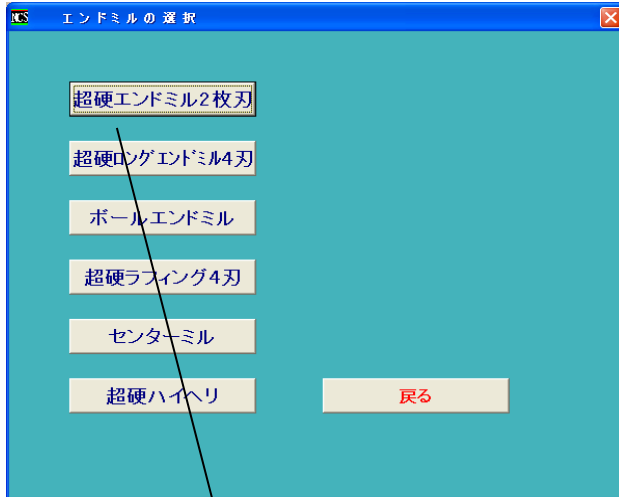 NCS エンドミルの選択
超硬エンドミル2枚刃
超硬ロングエンドミル4刃
ボールエンドミル
超硬ラフィング4刃
センターミル
超硬ハイヘリ 戻る